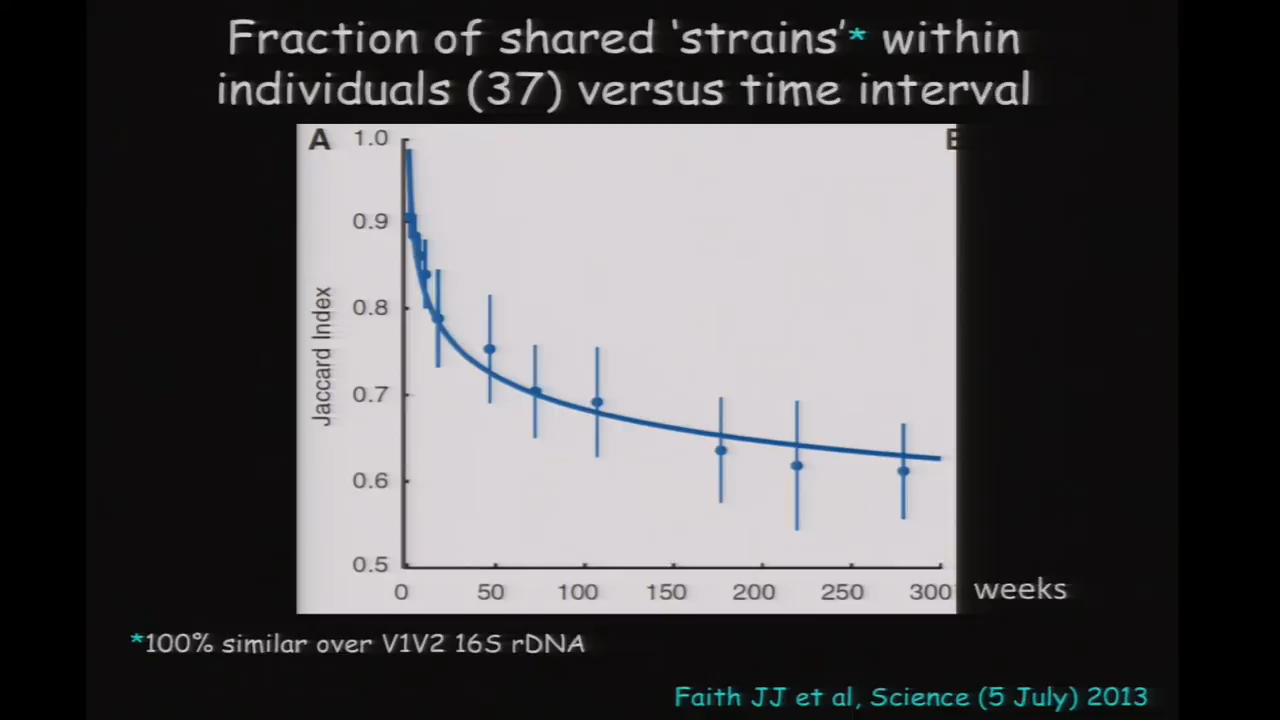 Fraction of shared ‘strains’* within
individuals (37) versus time interval
A
1.0
0.9
0.8
0.7
0.6
0.5
Jaccard Index
0 50 100 150 200 250 300 weeks
*100% similar over V1V2 16S rDNA
Faith JJ et al, Science (5 July) 2013